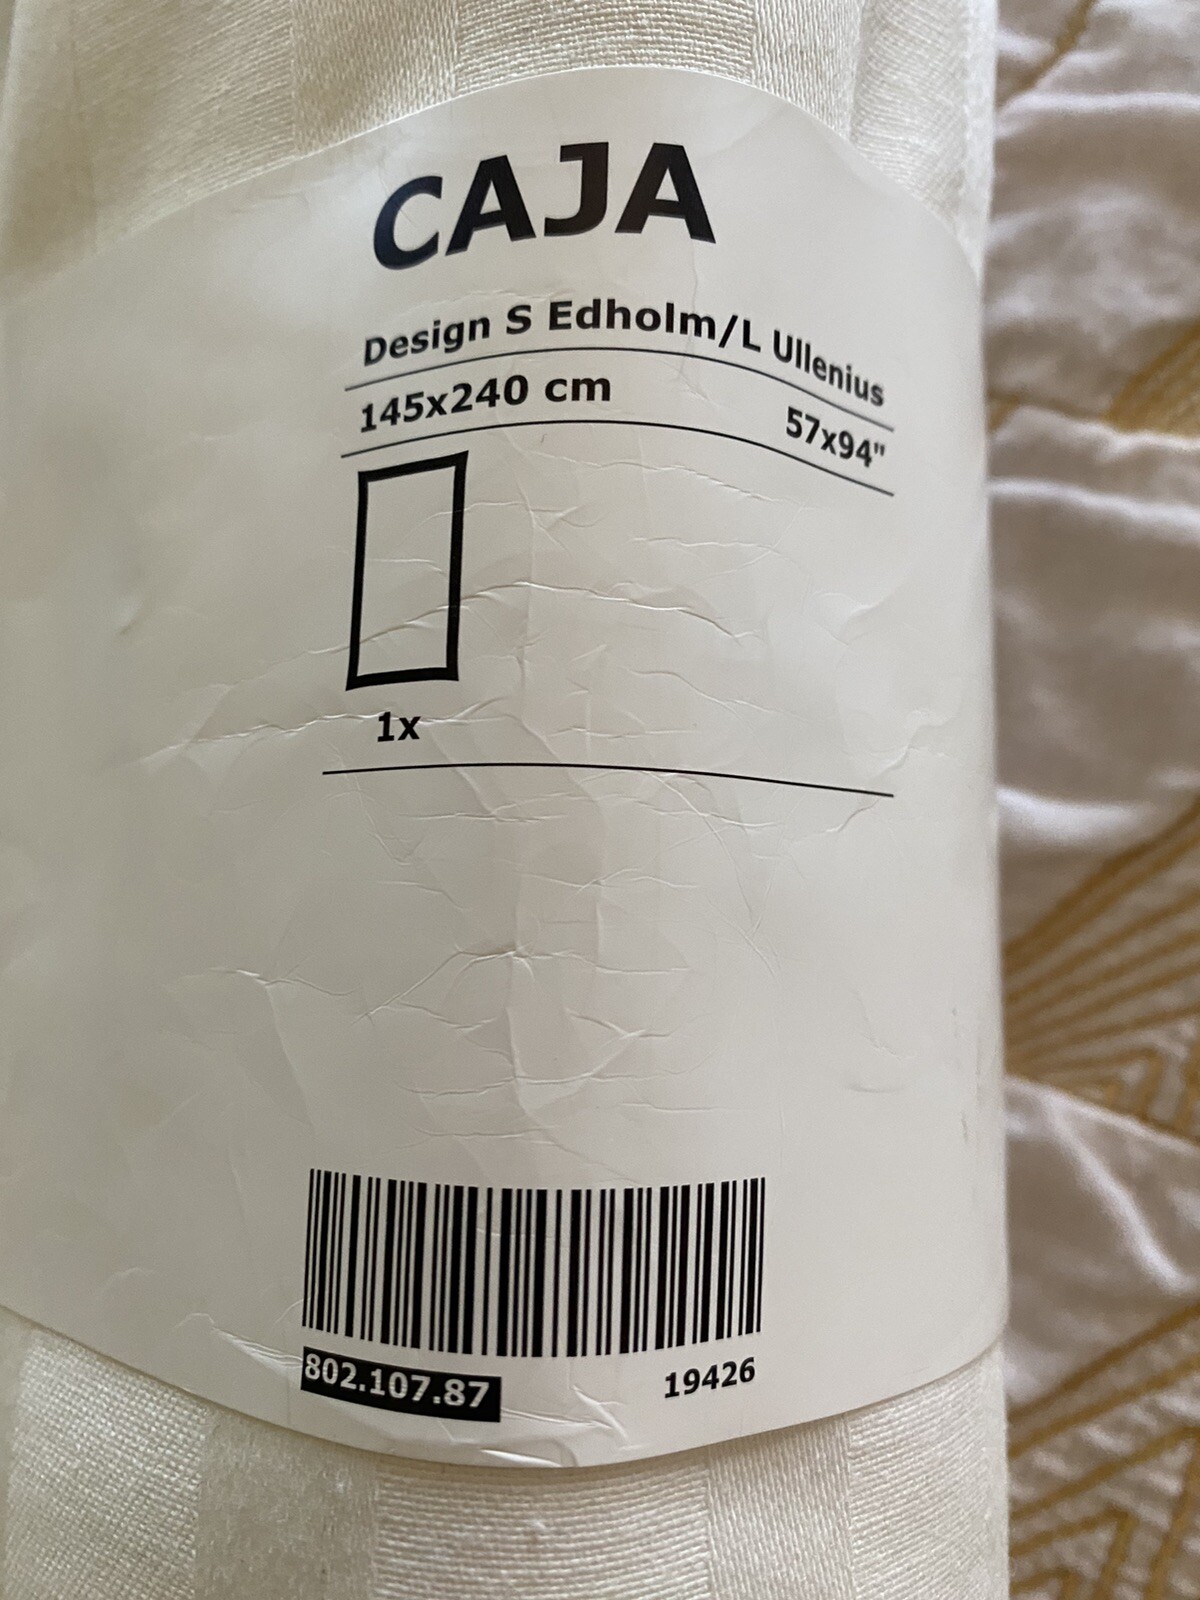 CAJA
Design S Edholm/L Ullenius
145x240 cm 57x94"
1x
802.107.87 19426